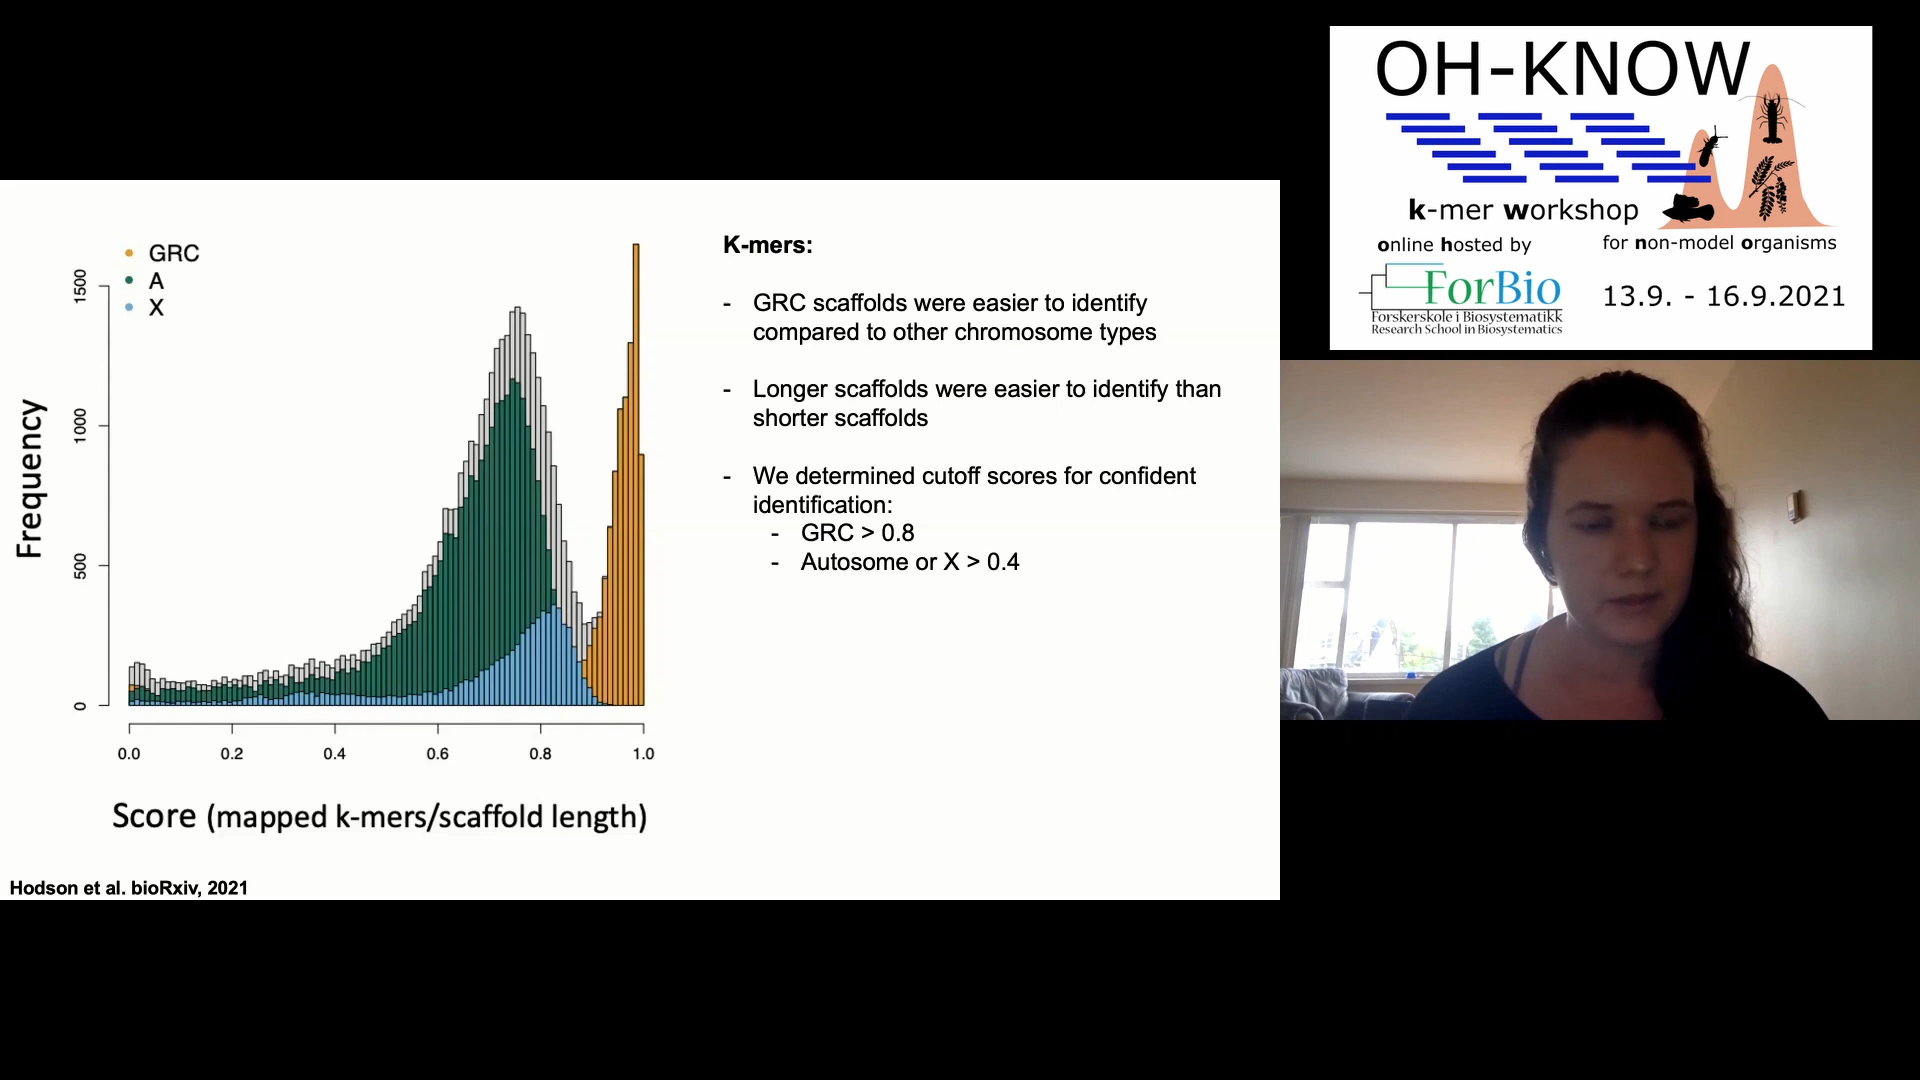 GRC
A
X
Frequency
0
500
1000
1500
0.0 0.2 0.4 0.6 0.8 1.0
Score (mapped k-mers/scaffold length)
Hodson et al. bioRxiv, 2021
K-mers:
- GRC scaffolds were easier to identify
compared to other chromosome types
- Longer scaffolds were easier to identify than
shorter scaffolds
- We determined cutoff scores for confident
identification:
- GRC > 0.8
- Autosome or X > 0.4
OH-KNOW
k-mer workshop
online hosted by
for non-model organisms
ForBio
Forskerskole i Biosystematikk
Research School in Biosystematics
13.9. - 16.9.2021